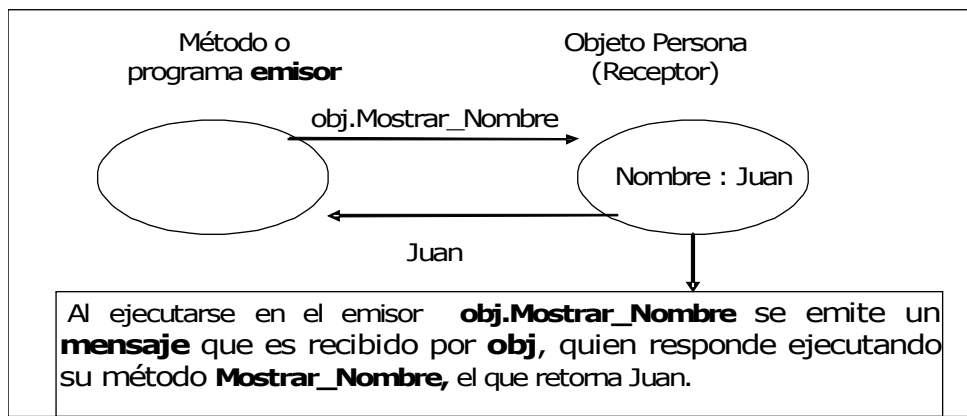 Método o
programa emisor
Objeto Persona
(Receptor)
obj.Mostrar_Nombre
Nombre : Juan
Juan
Al ejecutarse en el emisor obj.Mostrar_Nombre se emite un
mensaje que es recibido por obj, quien responde ejecutando
su método Mostrar_Nombre, el que retorna Juan.